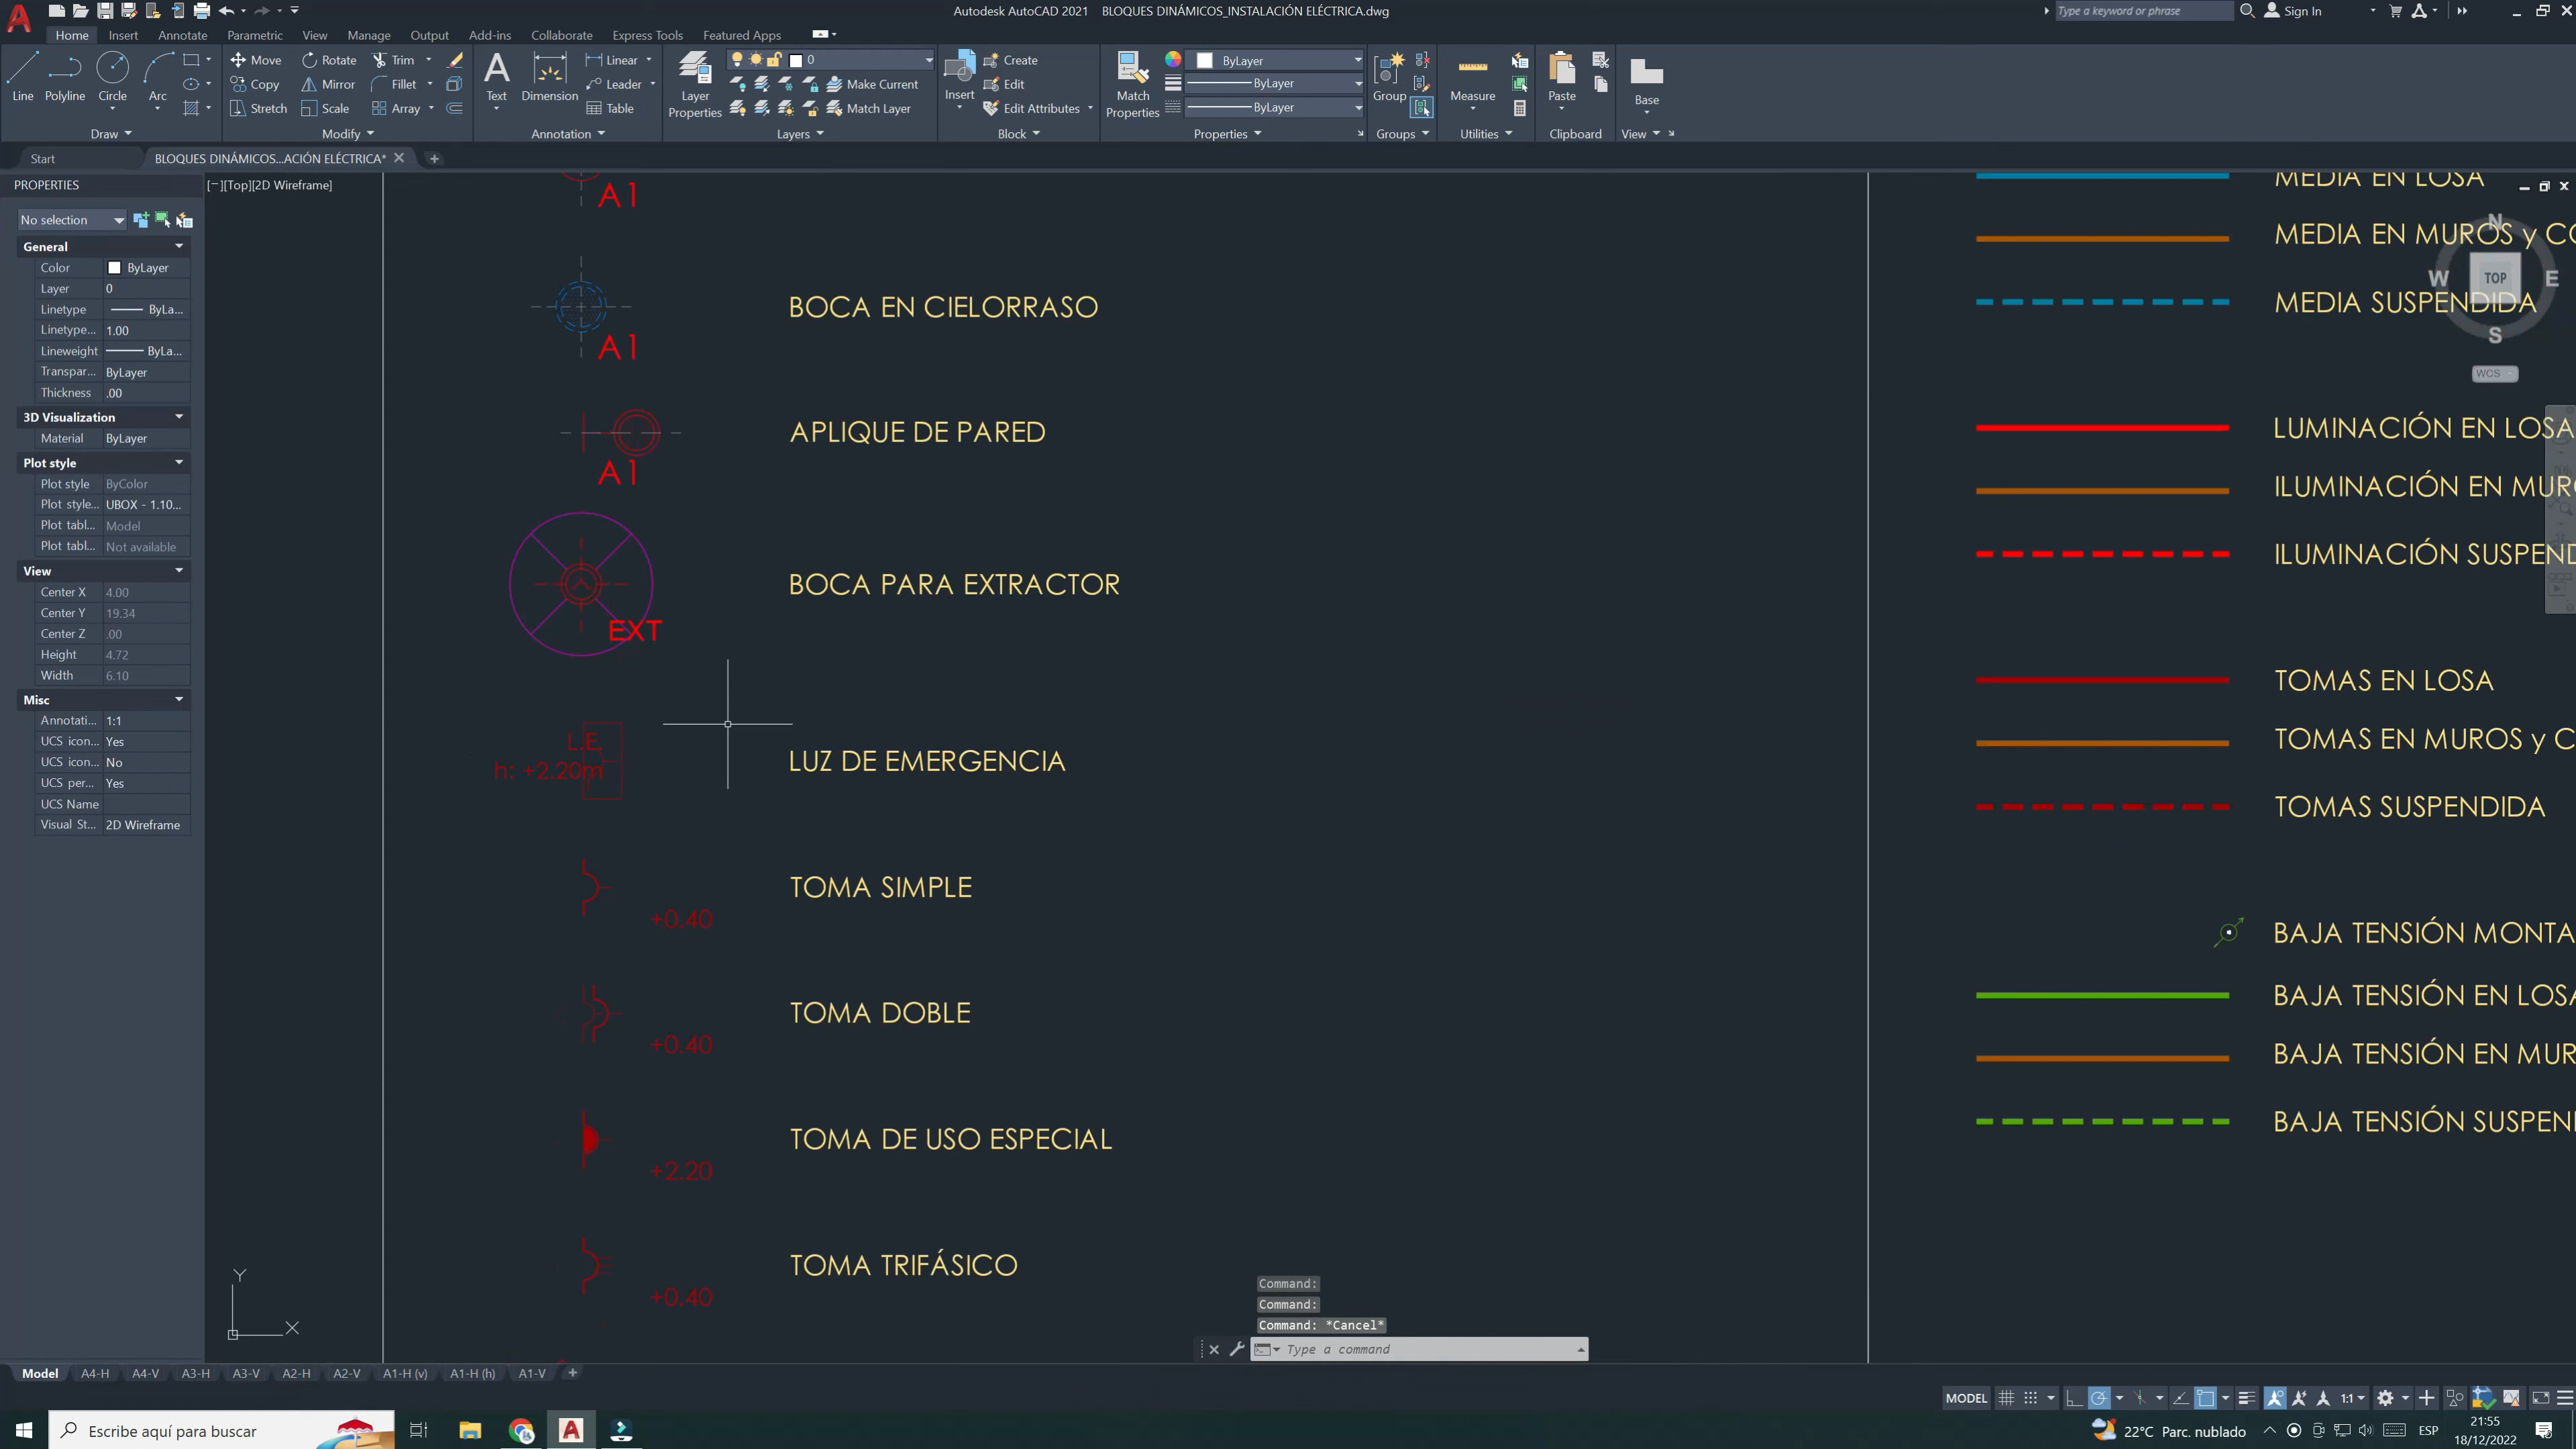 Autodesk AutoCAD 2021 BLOQUES DINÁMICOS_INSTALACIÓN ELÉCTRICA.dwg
Type a keyword or phrase
Sign In
Home Insert Annotate Parametric View Manage Output Add-ins Collaborate Express Tools Featured Apps
Line Polyline Circle Arc
Move Rotate Trim
Copy Mirror Fillet
Stretch Scale Array
Text Dimension
Linear
Leader
Table
Layer Properties
0
Make Current
Match Layer
Insert
Create
Edit
Edit Attributes
Match Properties
ByLayer
ByLayer
ByLayer
Group
Measure
Paste
Base
Draw Modify Annotation Layers Block Properties Groups Utilities Clipboard View
Start BLOQUES DINÁMICOS...ACIÓN ELÉCTRICA*
PROPERTIES
No selection
General
Color ByLayer
Layer 0
Linetype ByLa...
Linetype... 1.00
Lineweight ByLa...
Transpar... ByLayer
Thickness .00
3D Visualization
Material ByLayer
Plot style
Plot style ByColor
Plot style... UBOX - 1.10...
Plot tabl... Model
Plot tabl... Not available
View
Center X 4.00
Center Y 19.34
Center Z .00
Height 4.72
Width 6.10
Misc
Annotati... 1:1
UCS icon... Yes
UCS icon... No
UCS per... Yes
UCS Name
Visual St... 2D Wireframe
[−][Top][2D Wireframe]
A1
BOCA EN CIELORRASO
A1
APLIQUE DE PARED
A1
BOCA PARA EXTRACTOR
EXT
L.E.
h: +2.20m
LUZ DE EMERGENCIA
TOMA SIMPLE
+0.40
TOMA DOBLE
+0.40
TOMA DE USO ESPECIAL
+2.20
TOMA TRIFÁSICO
+0.40
MEDIA EN LOSA
MEDIA EN MUROS y CO
MEDIA SUSPENDIDA
LUMINACIÓN EN LOSA
ILUMINACIÓN EN MURO
ILUMINACIÓN SUSPEND
TOMAS EN LOSA
TOMAS EN MUROS y C
TOMAS SUSPENDIDA
BAJA TENSIÓN MONTA
BAJA TENSIÓN EN LOSA
BAJA TENSIÓN EN MUR
BAJA TENSIÓN SUSPEN
N
W TOP E
S
WCS
Y
X
Command:
Command:
Command: *Cancel*
Type a command
Model A4-H A4-V A3-H A3-V A2-H A2-V A1-H (v) A1-H (h) A1-V
MODEL
1:1
Escribe aquí para buscar
22°C Parc. nublado
ESP
21:55
18/12/2022